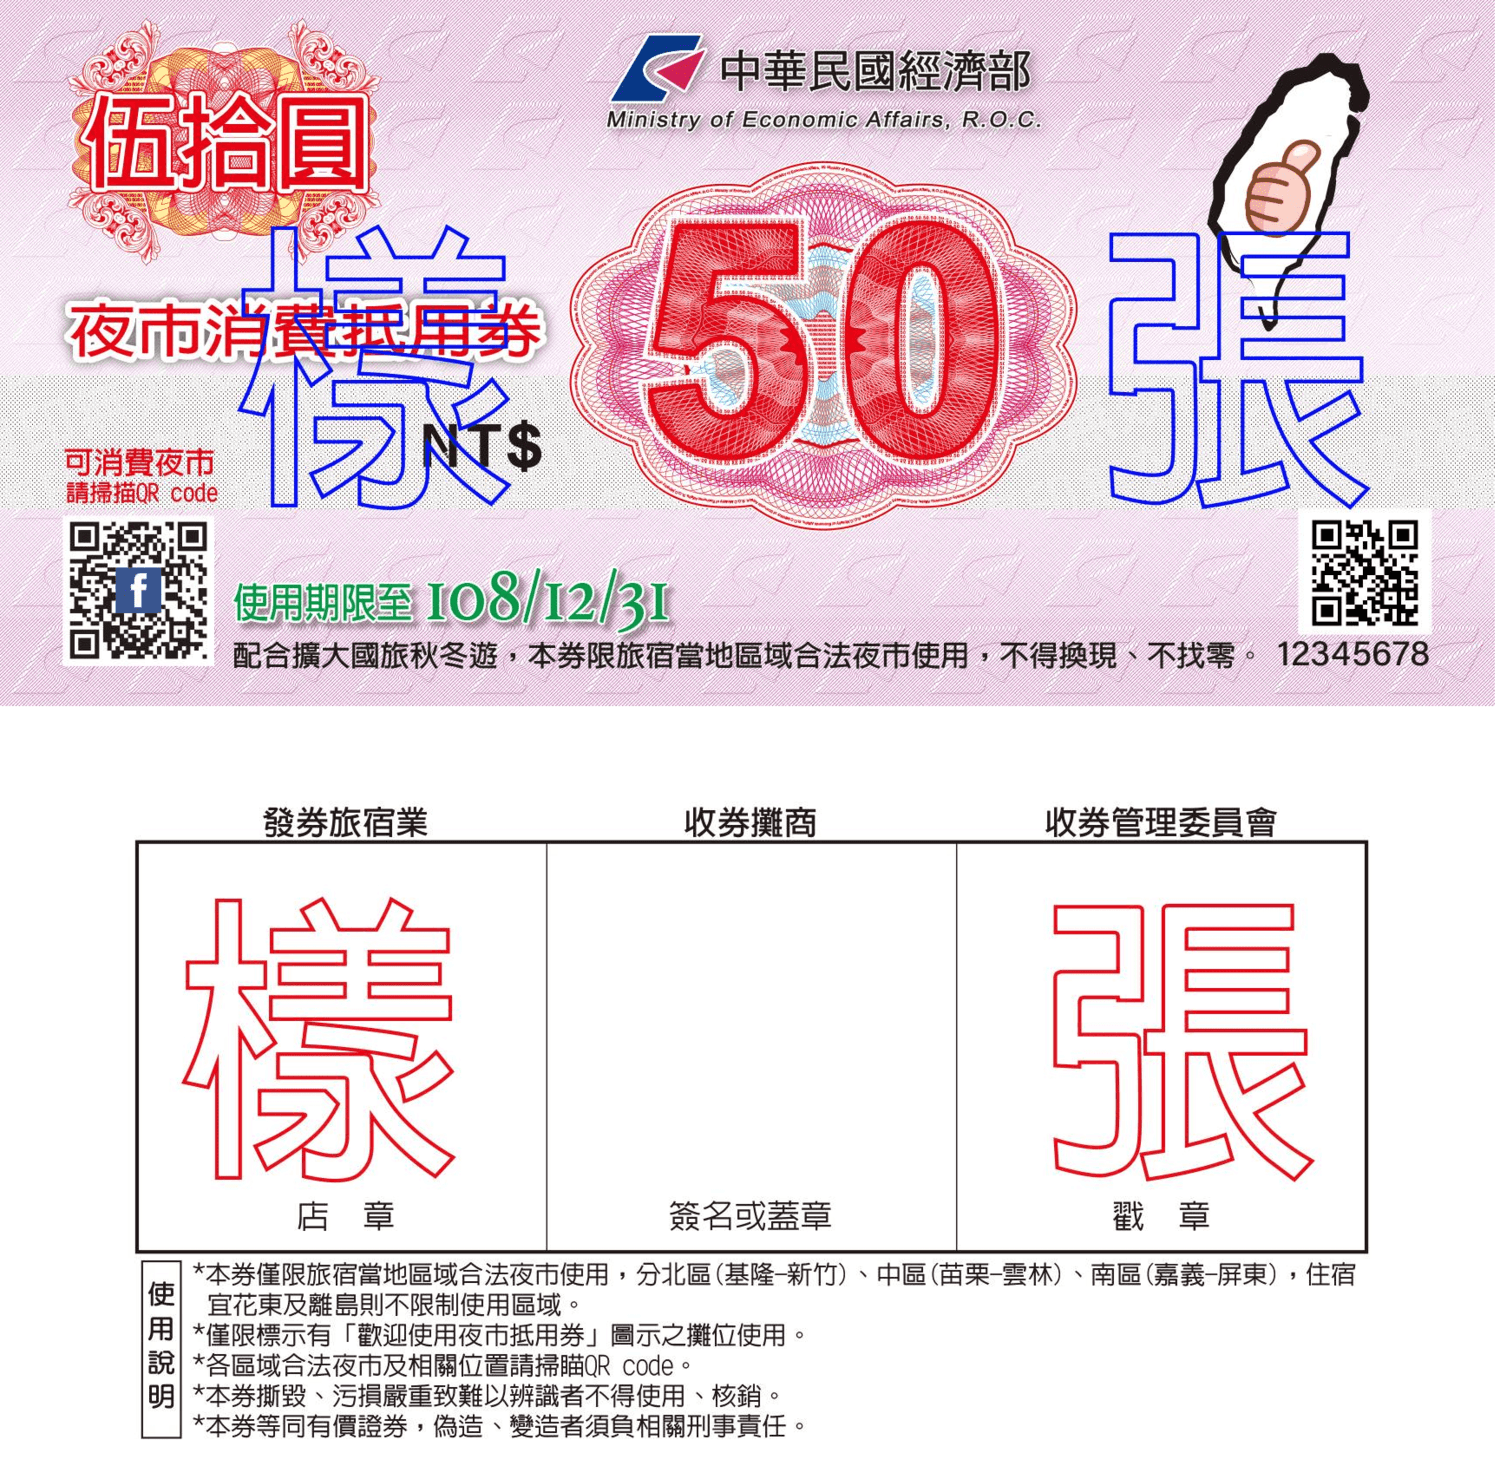 伍拾圓
中華民國經濟部
Ministry of Economic Affairs, R.O.C.
夜市消費抵用券
樣張
NT$
50
可消費夜市
請掃描QR code
f
使用期限至 108/12/31
配合擴大國旅秋冬遊，本券限旅宿當地區域合法夜市使用，不得換現、不找零。 12345678
發券旅宿業 收券攤商 收券管理委員會
樣 張
店 章 簽名或蓋章 戳 章
使用說明
*本券僅限旅宿當地區域合法夜市使用，分北區(基隆-新竹)、中區(苗栗-雲林)、南區(嘉義-屏東)，住宿
宜花東及離島則不限制使用區域。
*僅限標示有「歡迎使用夜市抵用券」圖示之攤位使用。
*各區域合法夜市及相關位置請掃瞄QR code。
*本券撕毀、污損嚴重致難以辨識者不得使用、核銷。
*本券等同有價證券，偽造、變造者須負相關刑事責任。